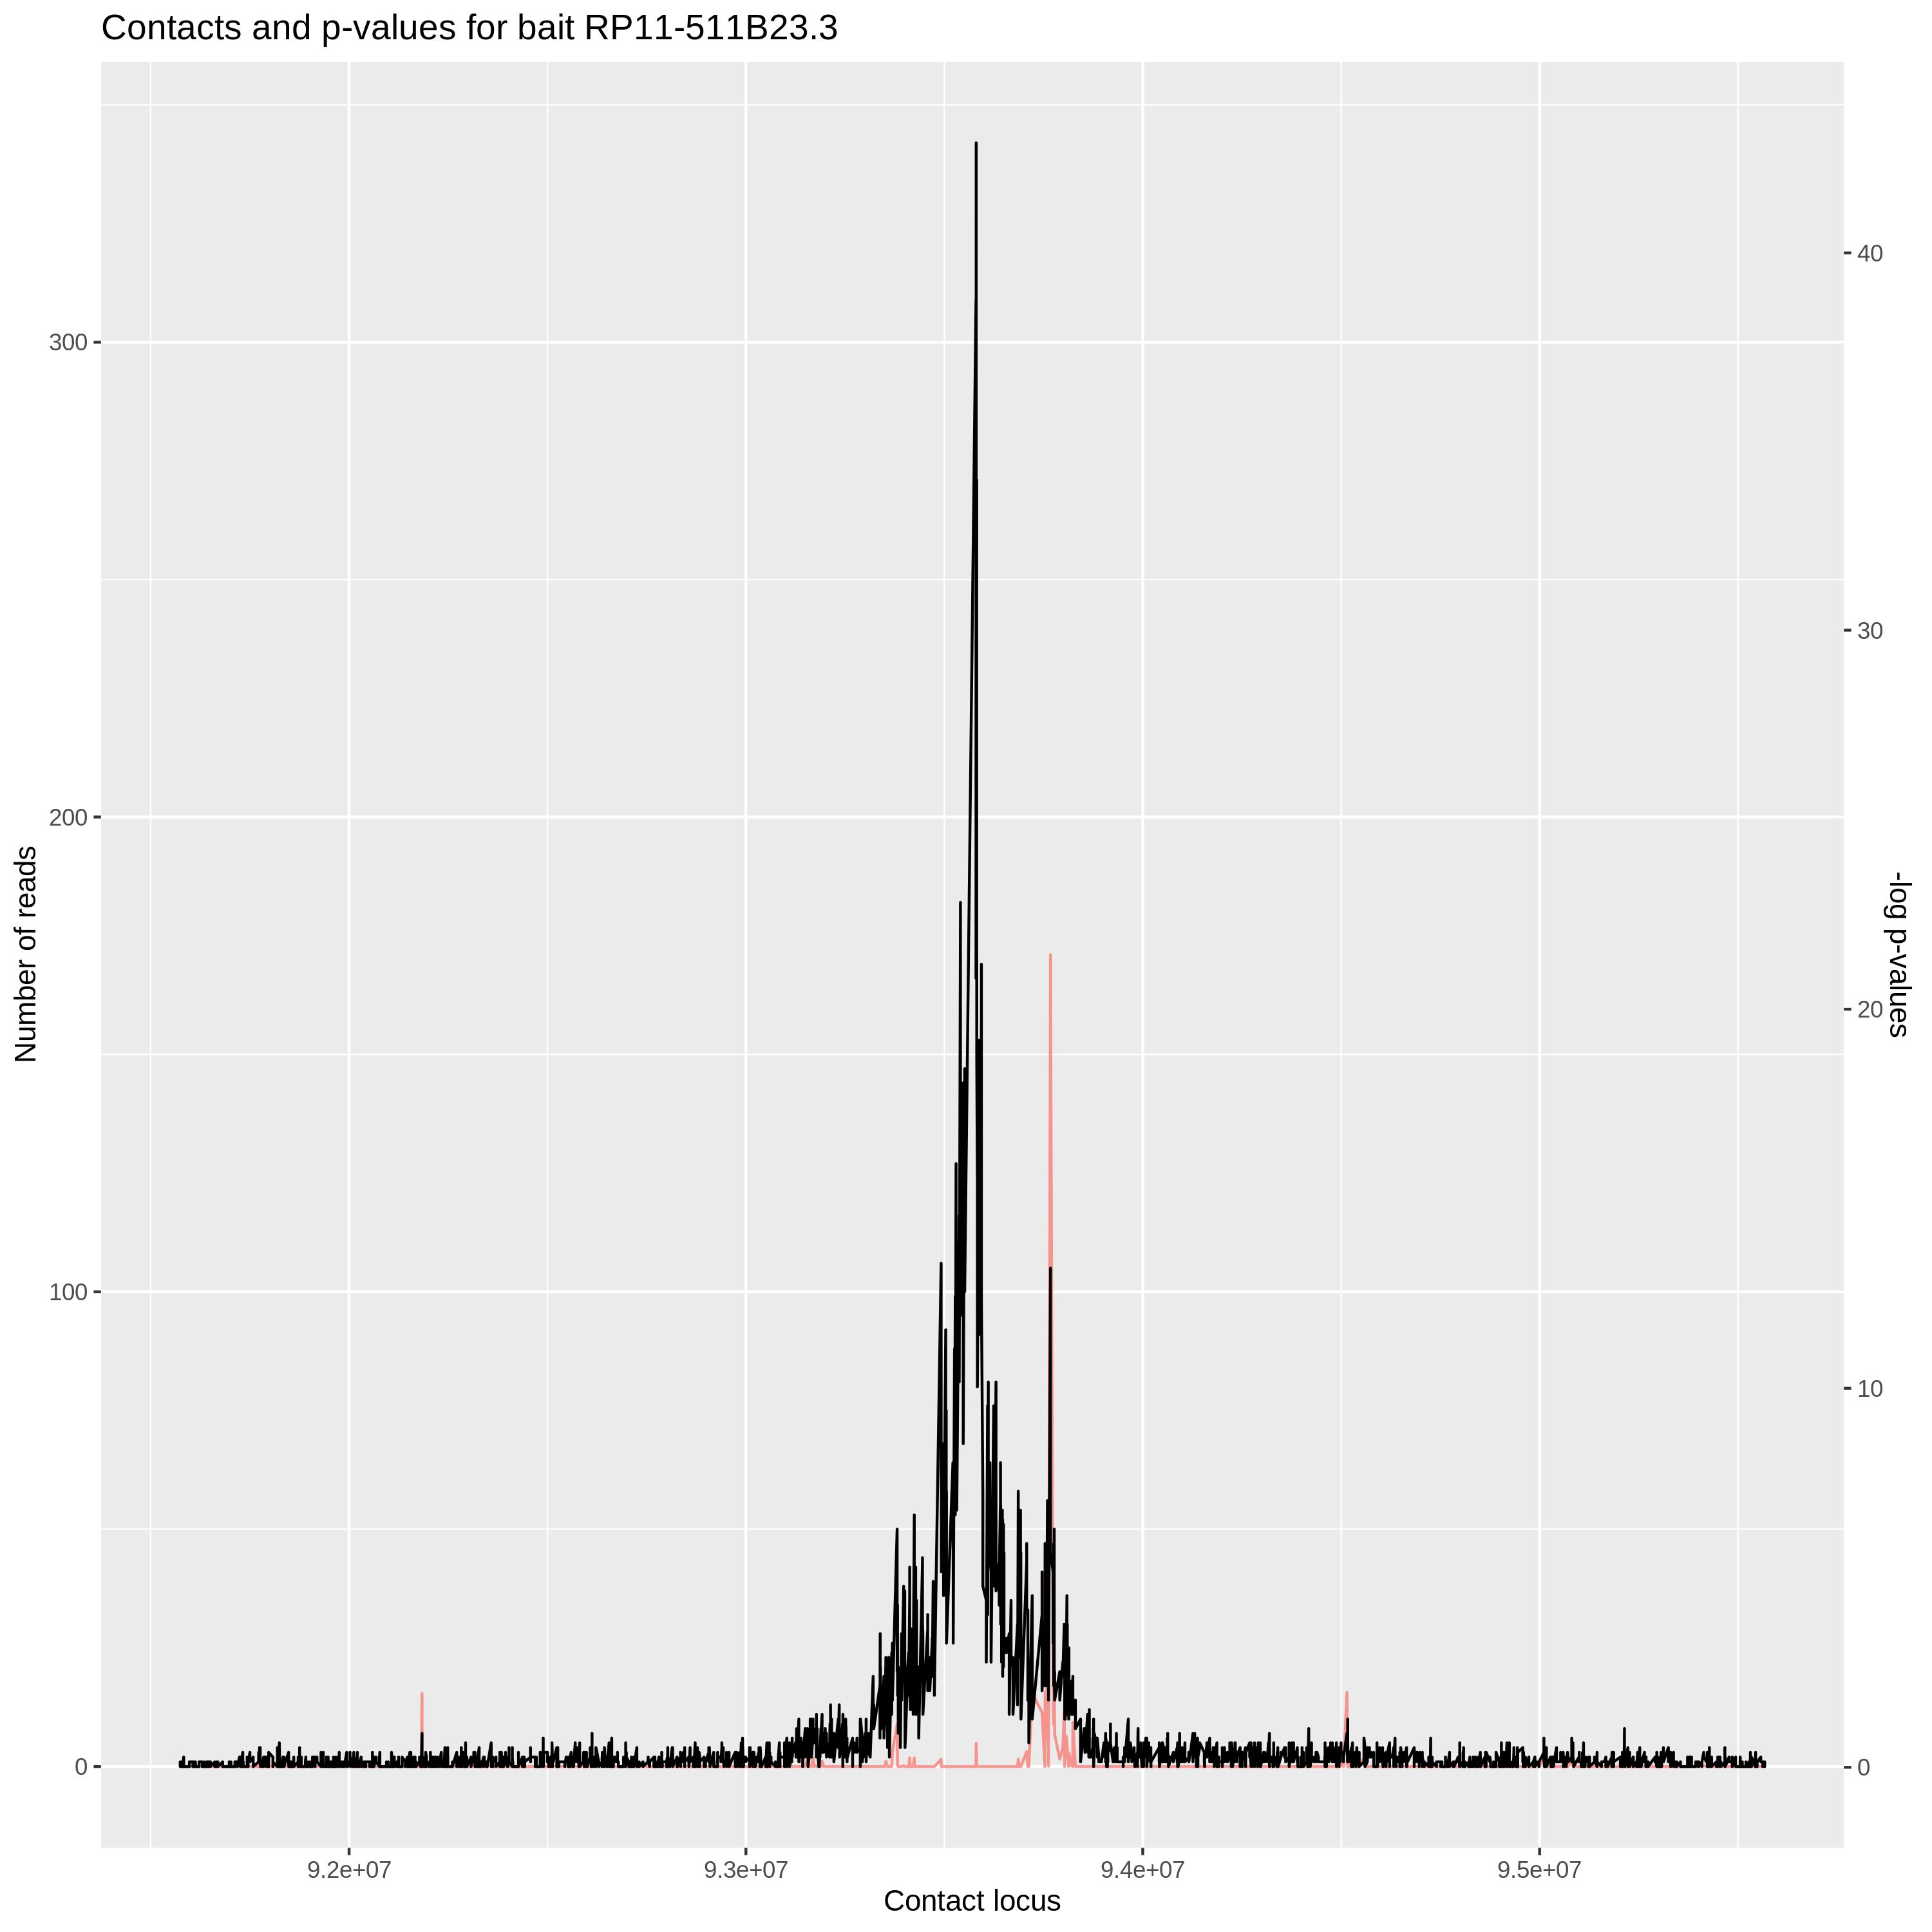 Contacts and p-values for bait RP11-511B23.3
Number of reads
300
200
100
0
40
30
20
10
0
-log p-values
9.2e+07
9.3e+07
9.4e+07
9.5e+07
Contact locus